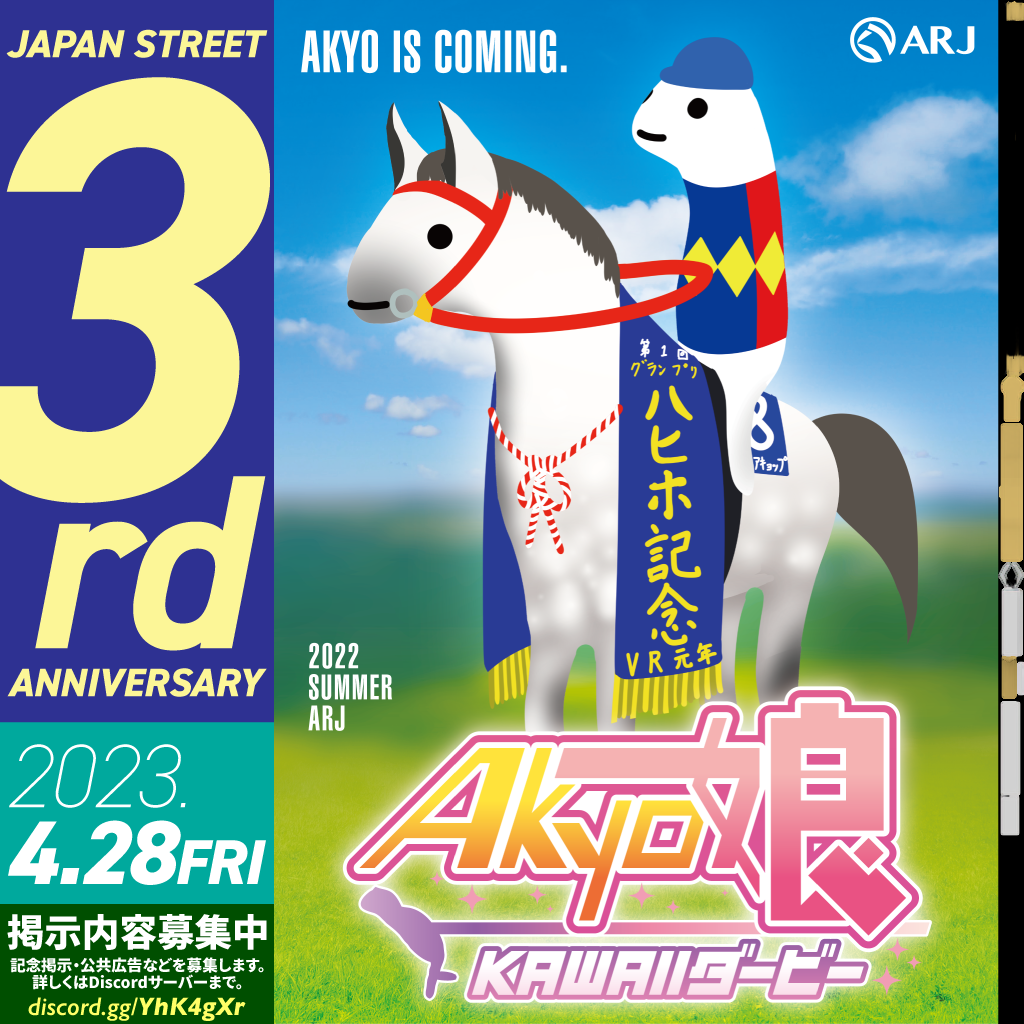 JAPAN STREET
3
rd
ANNIVERSARY
2023.
4.28FRI
掲示内容募集中
記念掲示・公共広告などを募集します。
詳しくはDiscordサーバーまで。
discord.gg/YhK4gXr
AKYO IS COMING.
ARJ
第1回
グランプリ
ハヒホ記念
VR元年
8
アキョップ
2022
SUMMER
ARJ
Akyo娘
KAWAIIダービー